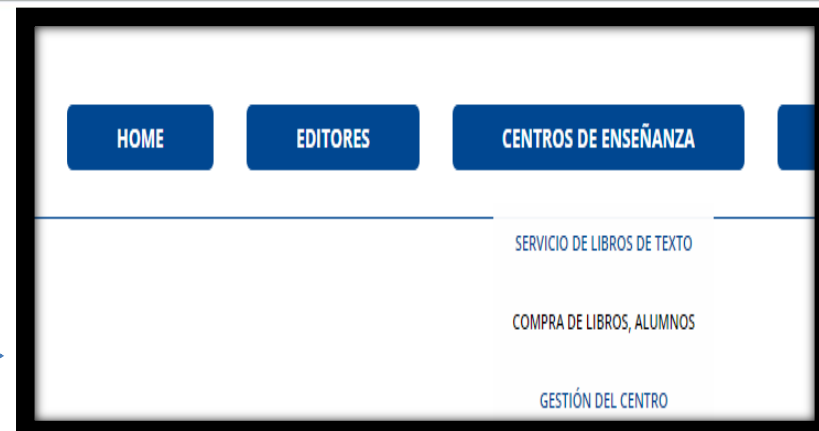 HOME
EDITORES
CENTROS DE ENSEÑANZA
SERVICIO DE LIBROS DE TEXTO
COMPRA DE LIBROS, ALUMNOS
GESTIÓN DEL CENTRO